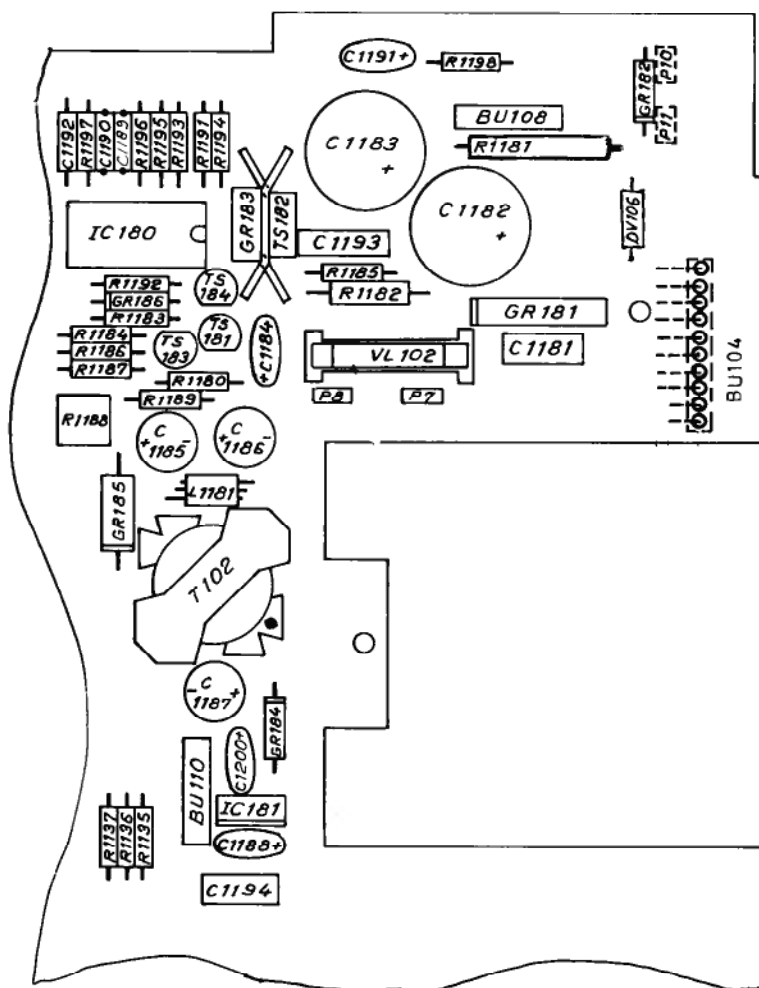 C1191+
R1198
GR182
P10
P11
C1183
+
BU108
R1181
C1192
R1197
C1190
C1189
R1196
R1195
R1193
R1191
R1194
C1182
+
GR183
TS182
DV106
IC180
C1193
R1192
GR186
R1183
TS
184
R1185
R1182
R1184
R1186
R1187
TS
183
TS
181
+C1184
GR181
C1181
BU104
VL102
R1180
R1189
P8
P7
R1188
C
+1185-
C
+1186-
L1181
GR185
T102
C
- 1187 +
GR184
C1200+
BU110
IC181
C1188+
R1137
R1136
R1135
C1194